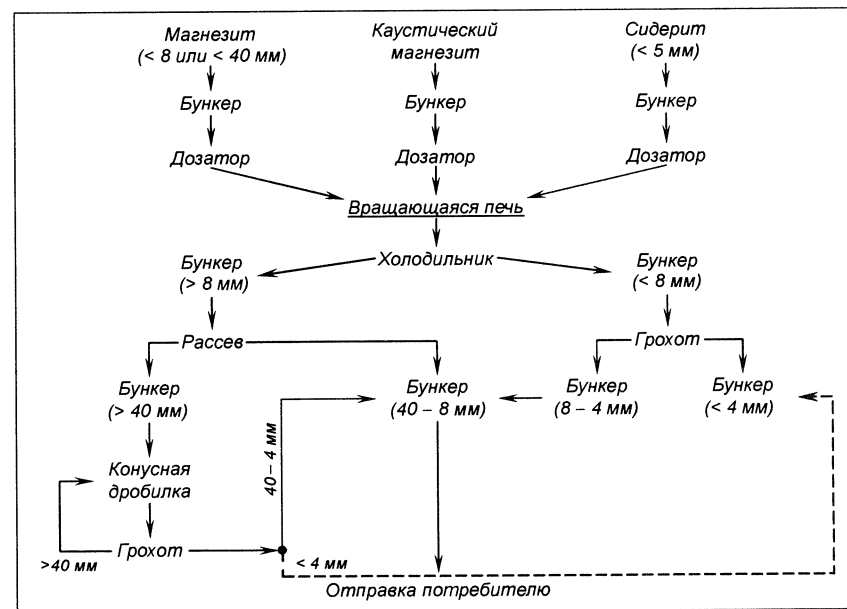 Магнезит
(< 8 или < 40 мм)
Каустический
магнезит
Сидерит
(< 5 мм)
Бункер
Бункер
Бункер
Дозатор
Дозатор
Дозатор
Вращающаяся печь
Холодильник
Бункер
(> 8 мм)
Бункер
(< 8 мм)
Рассев
Грохот
Бункер
(> 40 мм)
Бункер
(40 – 8 мм)
Бункер
(8 – 4 мм)
Бункер
(< 4 мм)
40 – 4 мм
Конусная
дробилка
Грохот
>40 мм
< 4 мм
Отправка потребителю